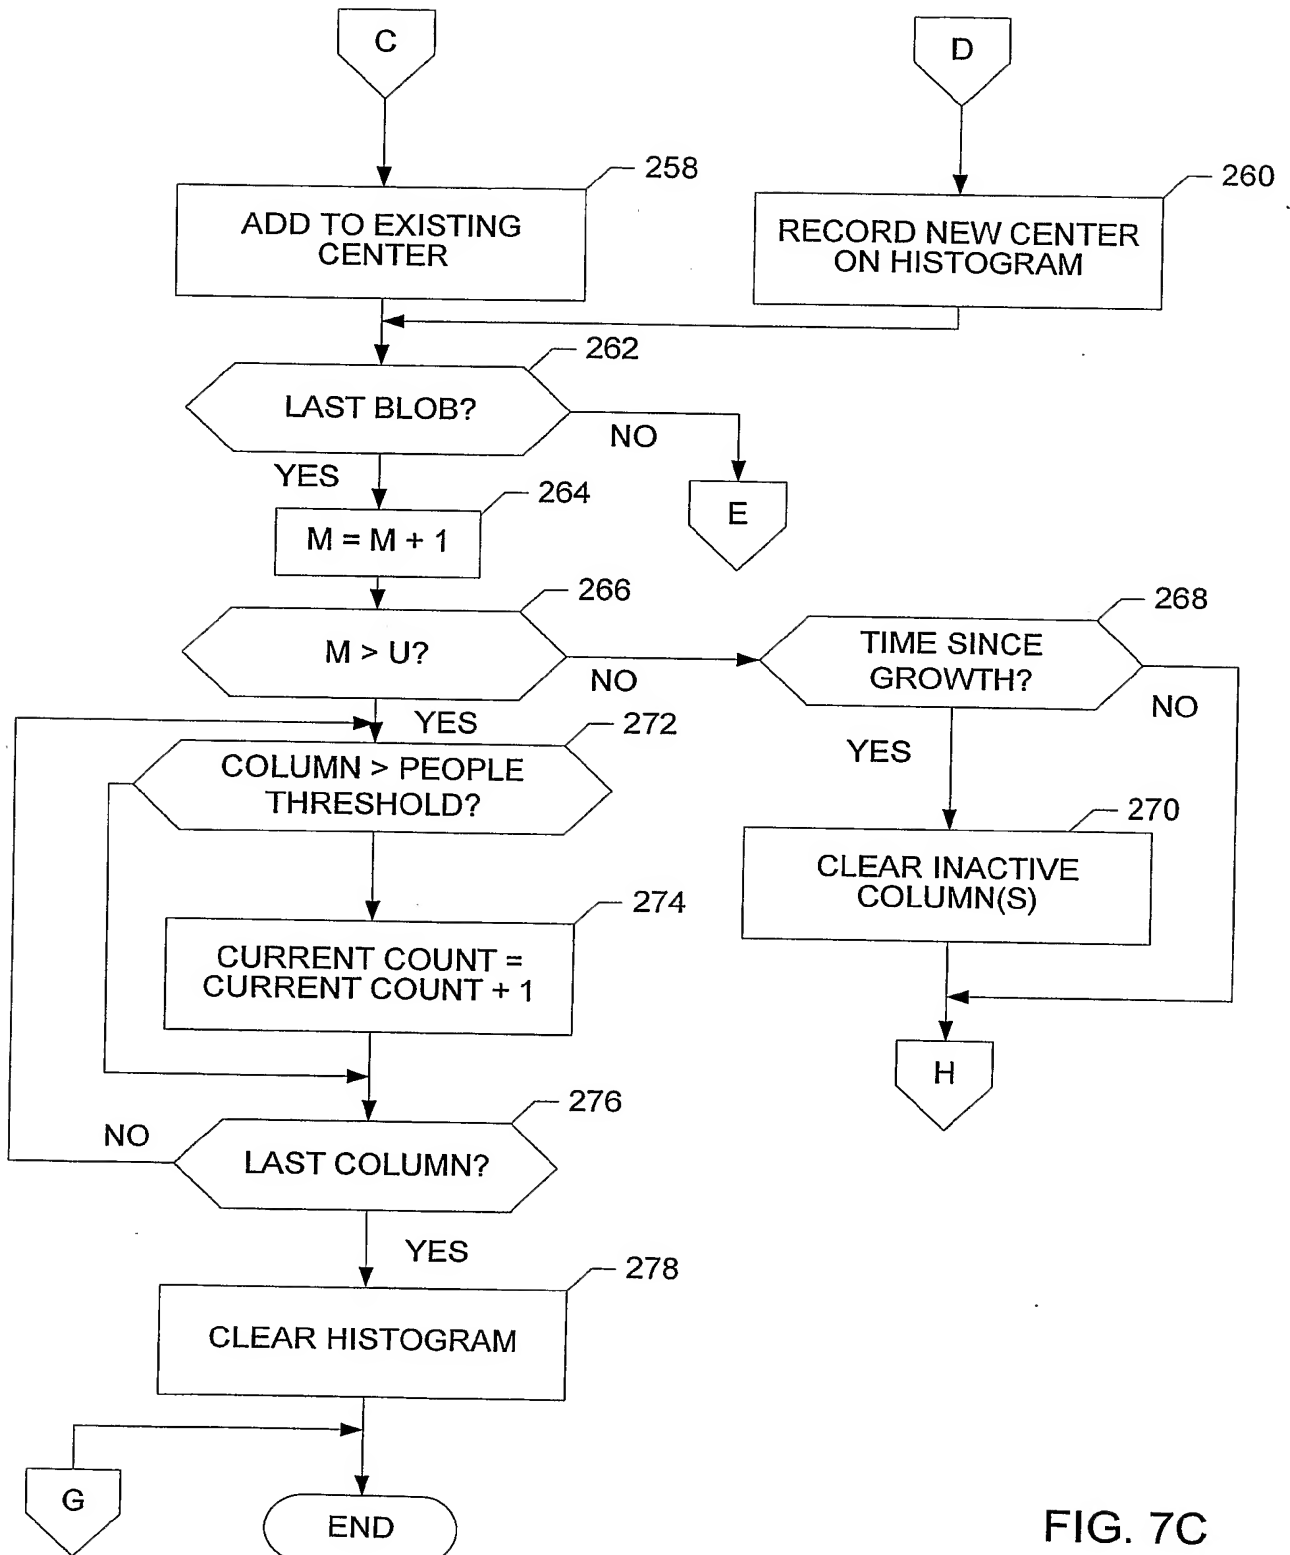 C
D
258
260
ADD TO EXISTING
CENTER
RECORD NEW CENTER
ON HISTOGRAM
262
LAST BLOB?
NO
YES
264
E
M = M + 1
266
268
M > U?
TIME SINCE
GROWTH?
NO
NO
YES
272
YES
COLUMN > PEOPLE
THRESHOLD?
270
CLEAR INACTIVE
COLUMN(S)
274
CURRENT COUNT =
CURRENT COUNT + 1
H
276
NO
LAST COLUMN?
YES
278
CLEAR HISTOGRAM
G
END
FIG. 7C